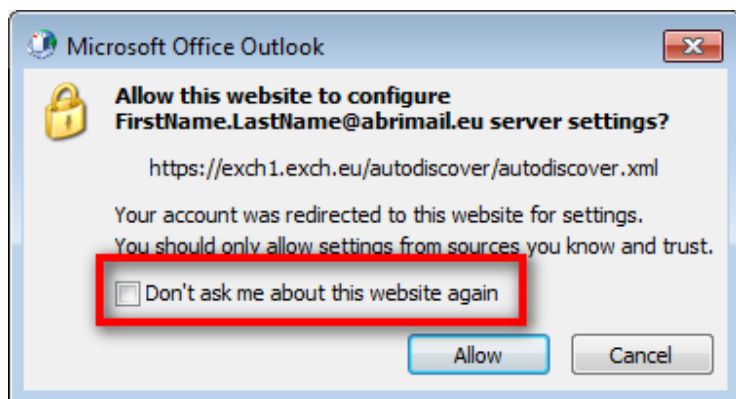 Microsoft Office Outlook
Allow this website to configure
FirstName.LastName@abrimail.eu server settings?
https://exch1.exch.eu/autodiscover/autodiscover.xml
Your account was redirected to this website for settings.
You should only allow settings from sources you know and trust.
Don't ask me about this website again
Allow Cancel